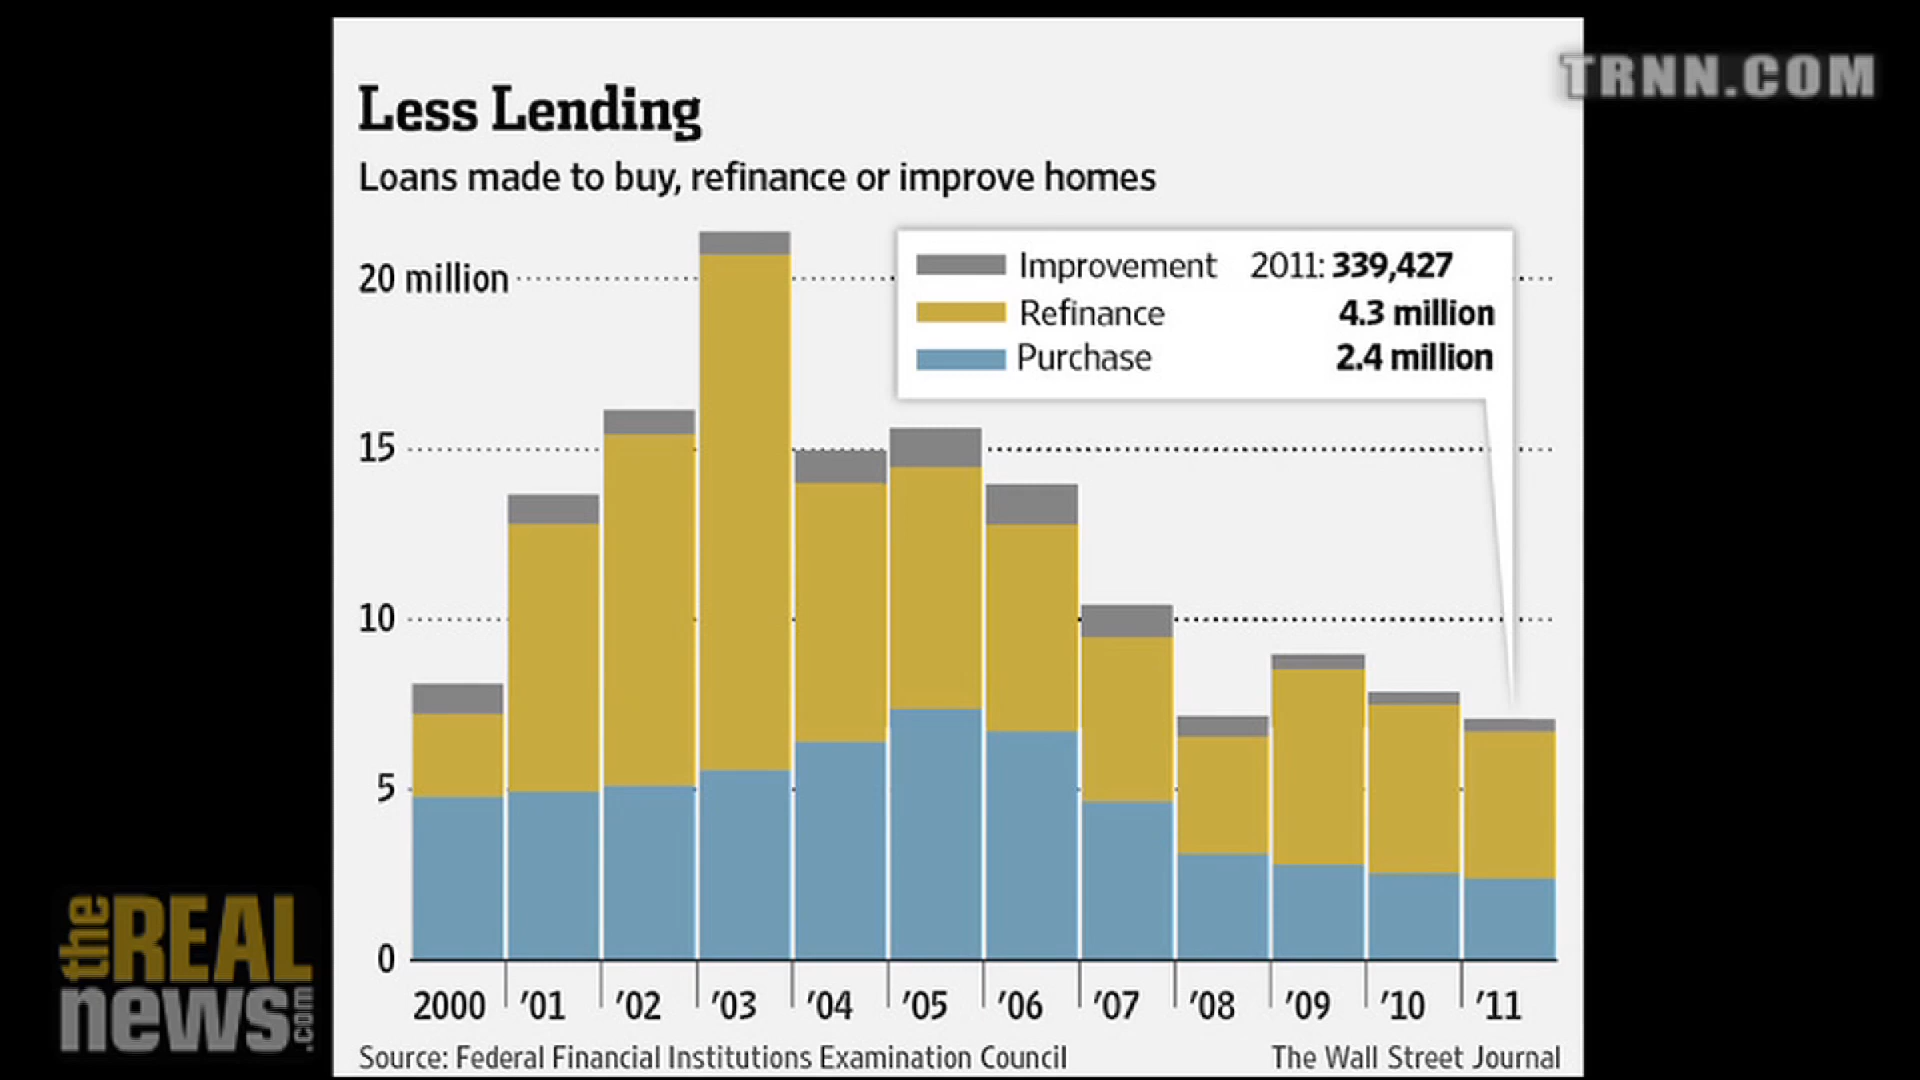 TRNN.COM
Less Lending
Loans made to buy, refinance or improve homes
20 million
Improvement 2011: 339,427
Refinance 4.3 million
Purchase 2.4 million
15
10
5
0
2000 '01 '02 '03 '04 '05 '06 '07 '08 '09 '10 '11
Source: Federal Financial Institutions Examination Council The Wall Street Journal
the REAL
news.com